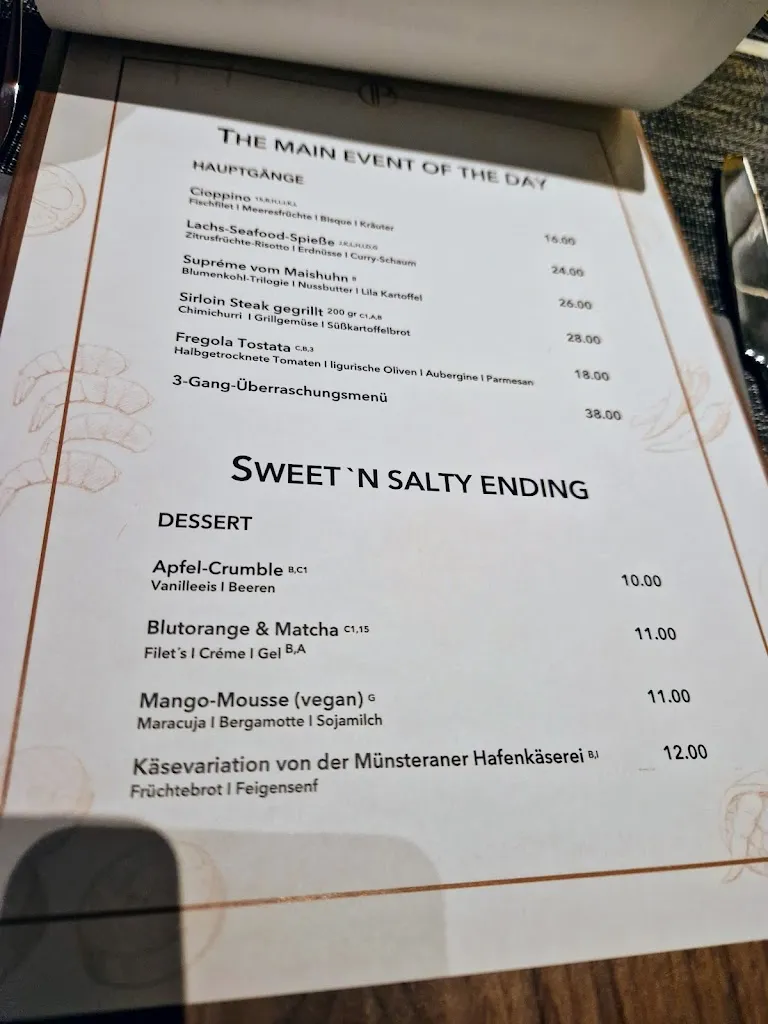 THE MAIN EVENT OF THE DAY
HAUPTGÄNGE
Cioppino
Fischfilet I Meeresfrüchte I Bisque I Kräuter
16.00
Lachs-Seafood-Spieße
Zitrusfrüchte-Risotto I Erdnüsse I Curry-Schaum
24.00
Supréme vom Maishuhn
Blumenkohl-Trilogie I Nussbutter I Lila Kartoffel
26.00
Sirloin Steak gegrillt 200 gr C1,A,B
Chimichurri I Grillgemüse I Süßkartoffelbrot
28.00
Fregola Tostata C,B,3
Halbgetrocknete Tomaten I ligurische Oliven I Aubergine I Parmesan
18.00
3-Gang-Überraschungsmenü
38.00
SWEET `N SALTY ENDING
DESSERT
Apfel-Crumble B,C1
Vanilleeis I Beeren
10.00
Blutorange & Matcha C1,15
Filet´s I Créme I Gel B,A
11.00
Mango-Mousse (vegan) G
Maracuja I Bergamotte I Sojamilch
11.00
Käsevariation von der Münsteraner Hafenkäserei B,I
Früchtebrot I Feigensenf
12.00